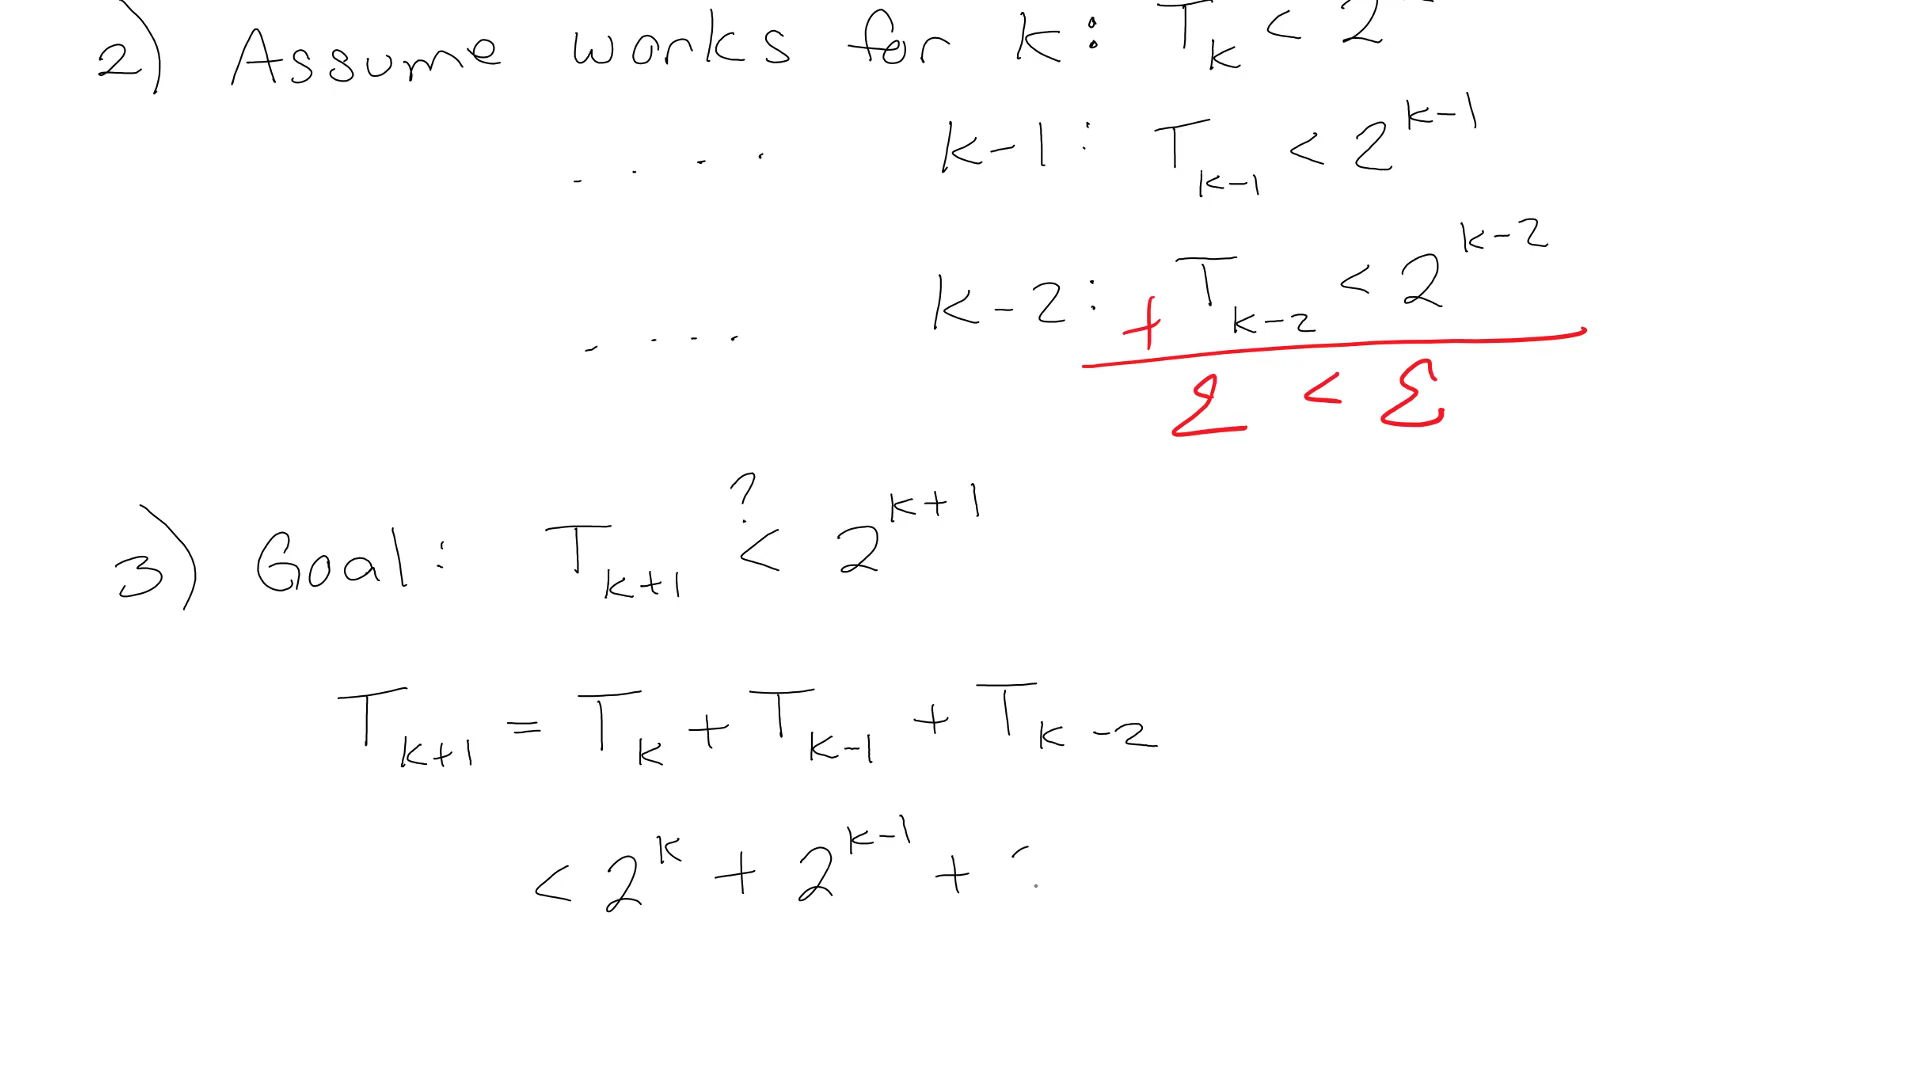 2) Assume works for k: T_k < 2
. . . . k-1: T_{k-1} < 2^{k-1}
. . . . k-2: + T_{k-2} < 2^{k-2}
Σ < Σ
3) Goal: T_{k+1} <^? 2^{k+1}
T_{k+1} = T_k + T_{k-1} + T_{k-2}
< 2^k + 2^{k-1} +